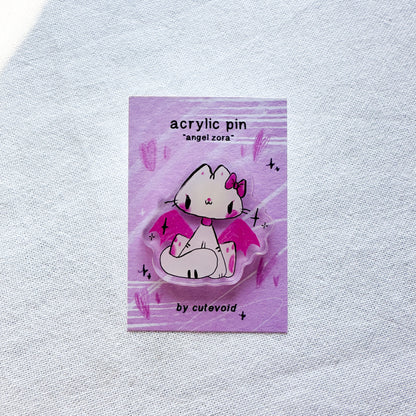 acrylic pin
"angel zora"
by cutevoid